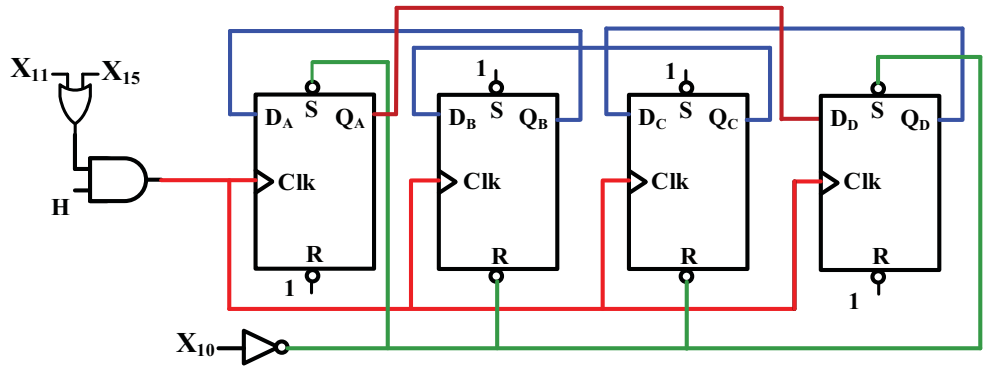 X11 X15
1 1
S S S S
DA QA DB QB DC QC DD QD
Clk Clk Clk Clk
H
R R R R
1 1
X10